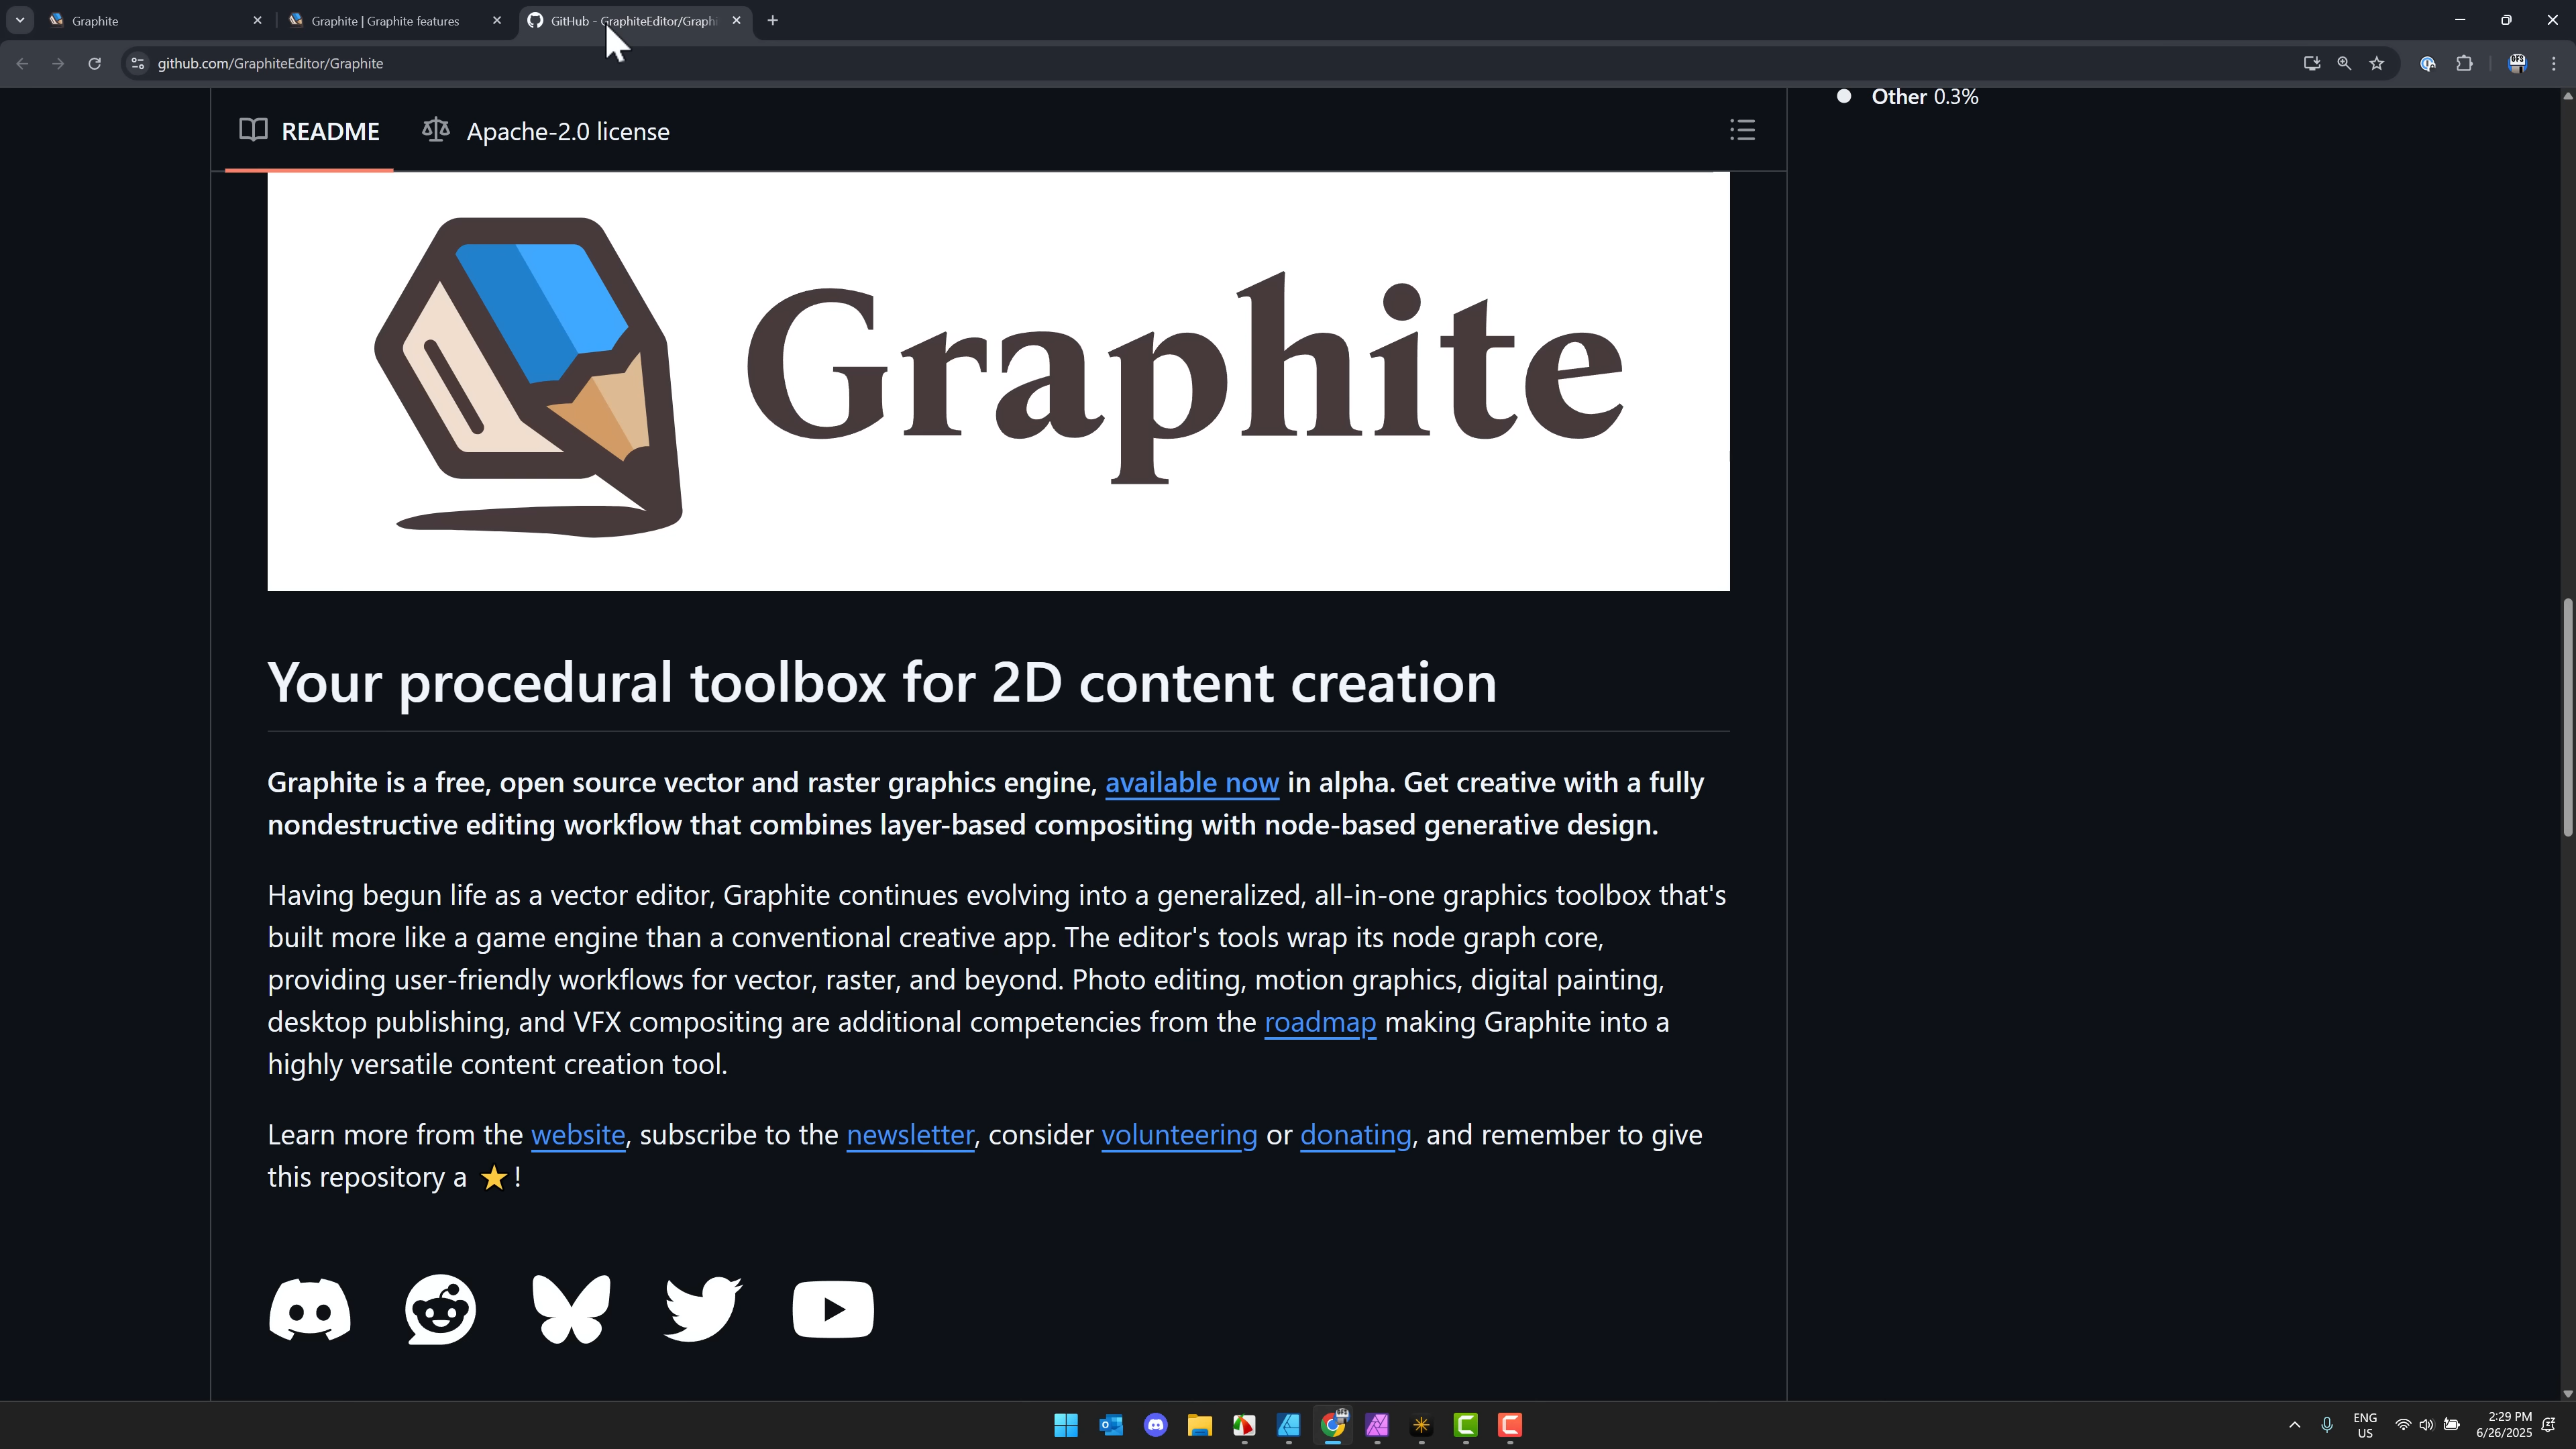 Graphite
Graphite | Graphite features
GitHub - GraphiteEditor/Graphi
github.com/GraphiteEditor/Graphite
README
Apache-2.0 license
Other 0.3%
Graphite
Your procedural toolbox for 2D content creation
Graphite is a free, open source vector and raster graphics engine, available now in alpha. Get creative with a fully
nondestructive editing workflow that combines layer-based compositing with node-based generative design.
Having begun life as a vector editor, Graphite continues evolving into a generalized, all-in-one graphics toolbox that's
built more like a game engine than a conventional creative app. The editor's tools wrap its node graph core,
providing user-friendly workflows for vector, raster, and beyond. Photo editing, motion graphics, digital painting,
desktop publishing, and VFX compositing are additional competencies from the roadmap making Graphite into a
highly versatile content creation tool.
Learn more from the website, subscribe to the newsletter, consider volunteering or donating, and remember to give
this repository a ⭐!
ENG
US
2:29 PM
6/26/2025